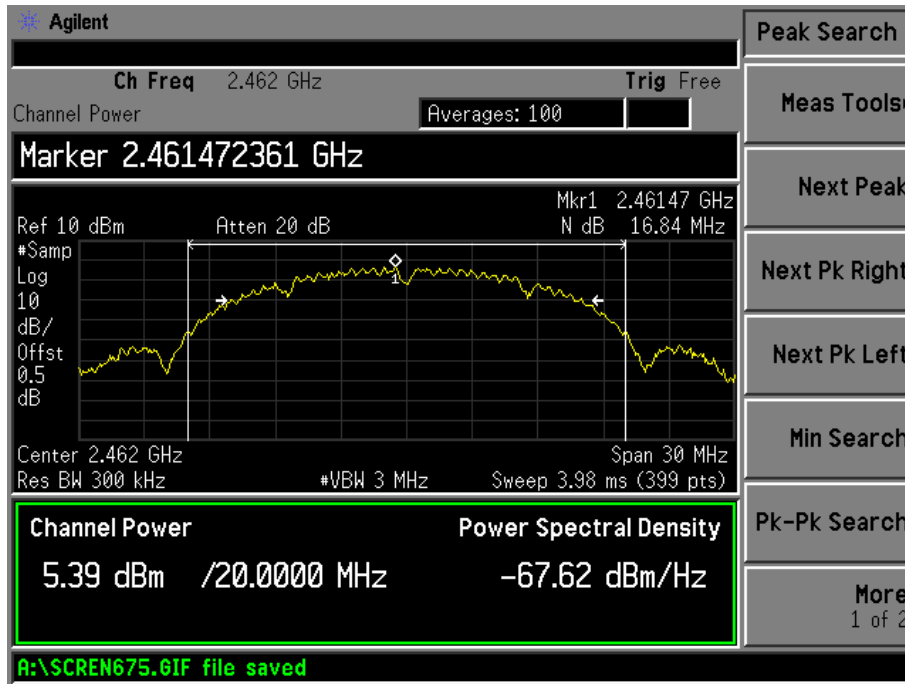 Agilent
Peak Search
Ch Freq 2.462 GHz Trig Free
Channel Power Averages: 100
Meas Tools
Marker 2.461472361 GHz
Next Peak
Mkr1 2.46147 GHz
Ref 10 dBm Atten 20 dB N dB 16.84 MHz
#Samp
Log
10
dB/
Offst
0.5
dB
1
Next Pk Right
Next Pk Left
Center 2.462 GHz Span 30 MHz
Res BW 300 kHz #VBW 3 MHz Sweep 3.98 ms (399 pts)
Min Search
Channel Power Power Spectral Density
5.39 dBm /20.0000 MHz -67.62 dBm/Hz
Pk-Pk Search
More
1 of 2
A:\SCREN675.GIF file saved